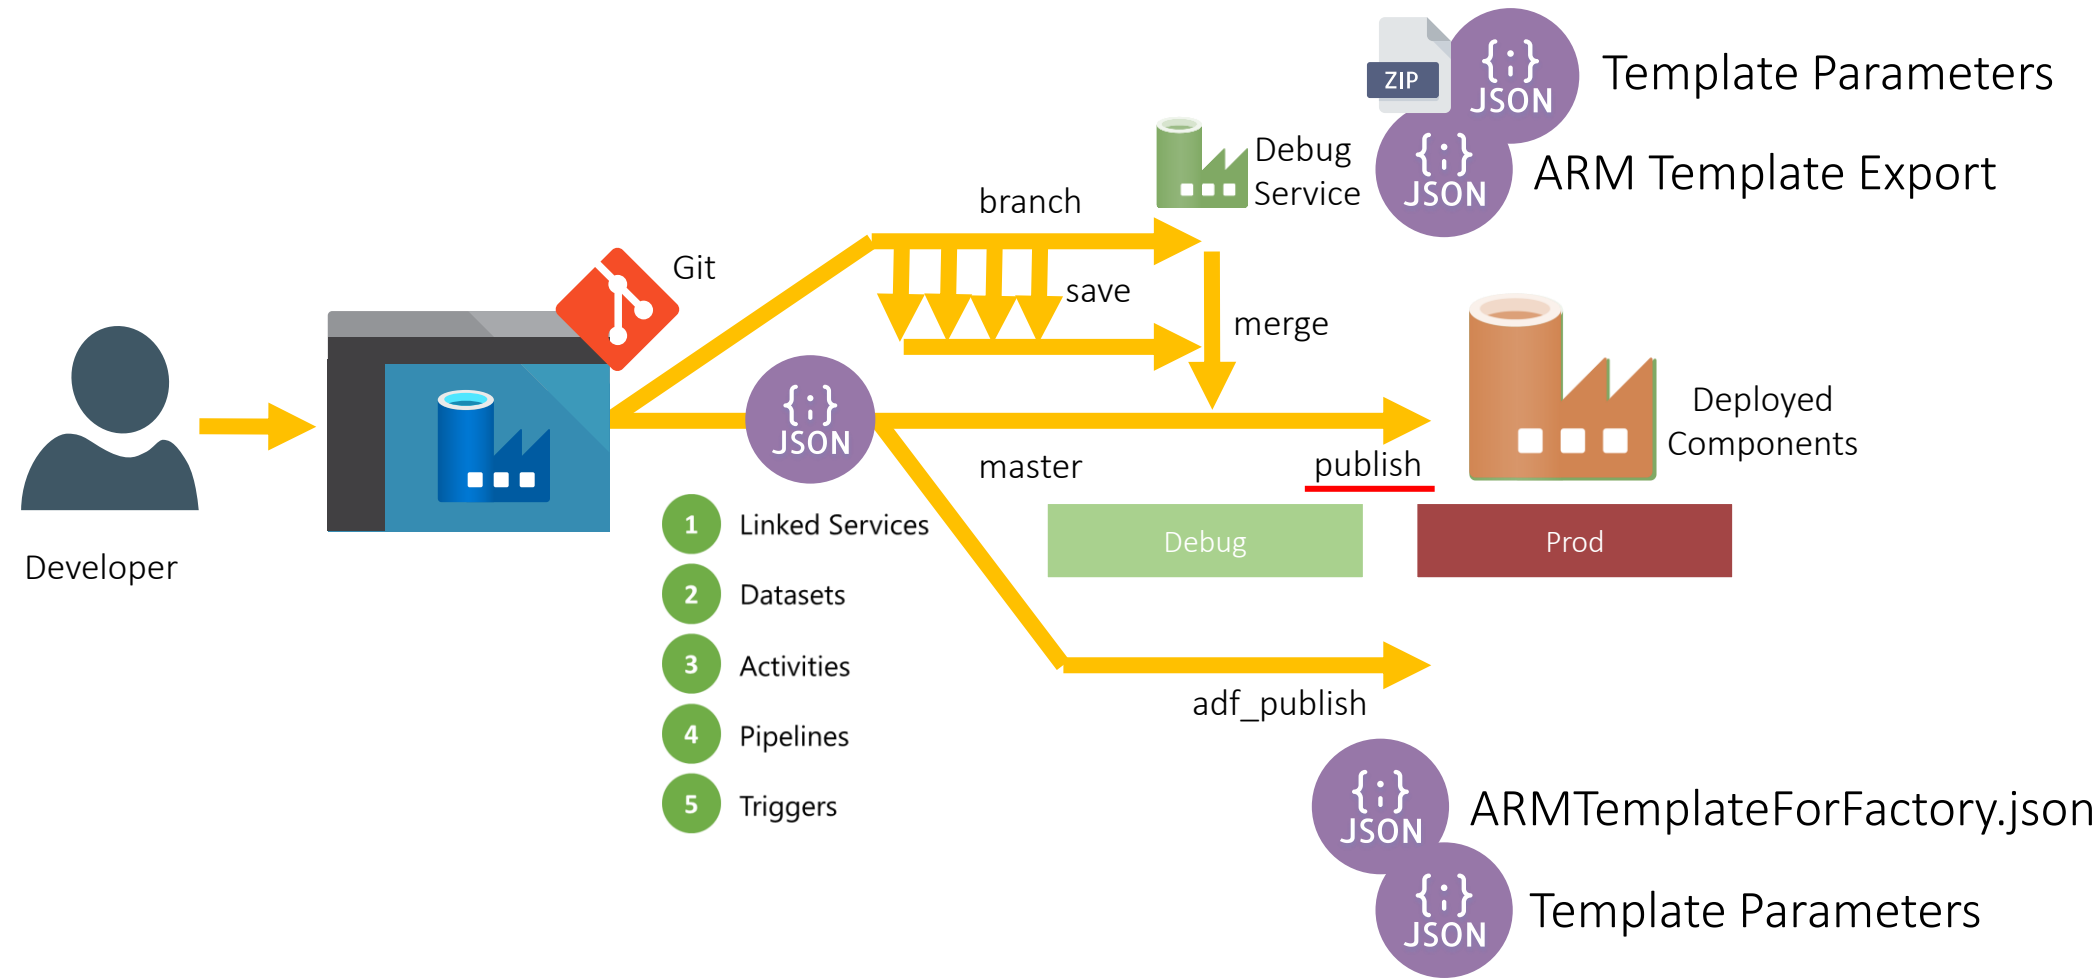 ZIP
{;}
JSON
Template Parameters
{;}
JSON
ARM Template Export
Debug
Service
branch
Git
save
merge
{;}
JSON
Deployed
Components
master
publish
Developer
1 Linked Services
2 Datasets
3 Activities
4 Pipelines
5 Triggers
Debug
Prod
adf_publish
{;}
JSON
ARMTemplateForFactory.json
{;}
JSON
Template Parameters